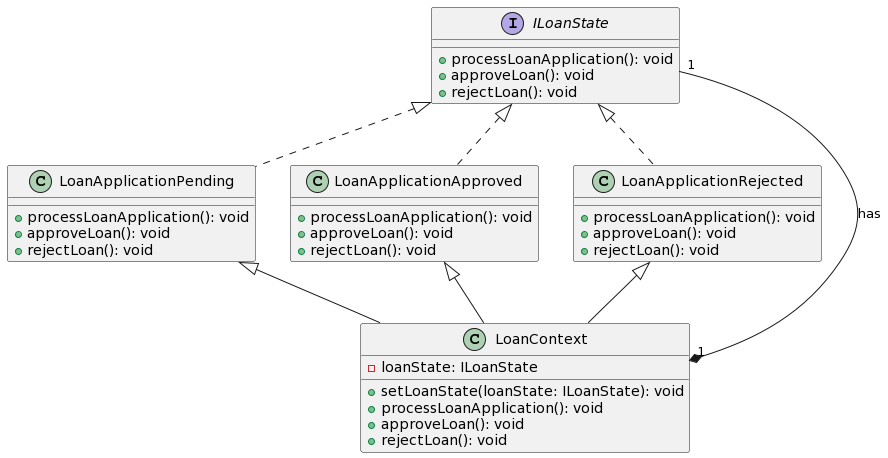 I ILoanState
processLoanApplication(): void
approveLoan(): void
rejectLoan(): void
1
C LoanApplicationPending
processLoanApplication(): void
approveLoan(): void
rejectLoan(): void
C LoanApplicationApproved
processLoanApplication(): void
approveLoan(): void
rejectLoan(): void
C LoanApplicationRejected
processLoanApplication(): void
approveLoan(): void
rejectLoan(): void
has
C LoanContext
loanState: ILoanState
setLoanState(loanState: ILoanState): void
processLoanApplication(): void
approveLoan(): void
rejectLoan(): void
1